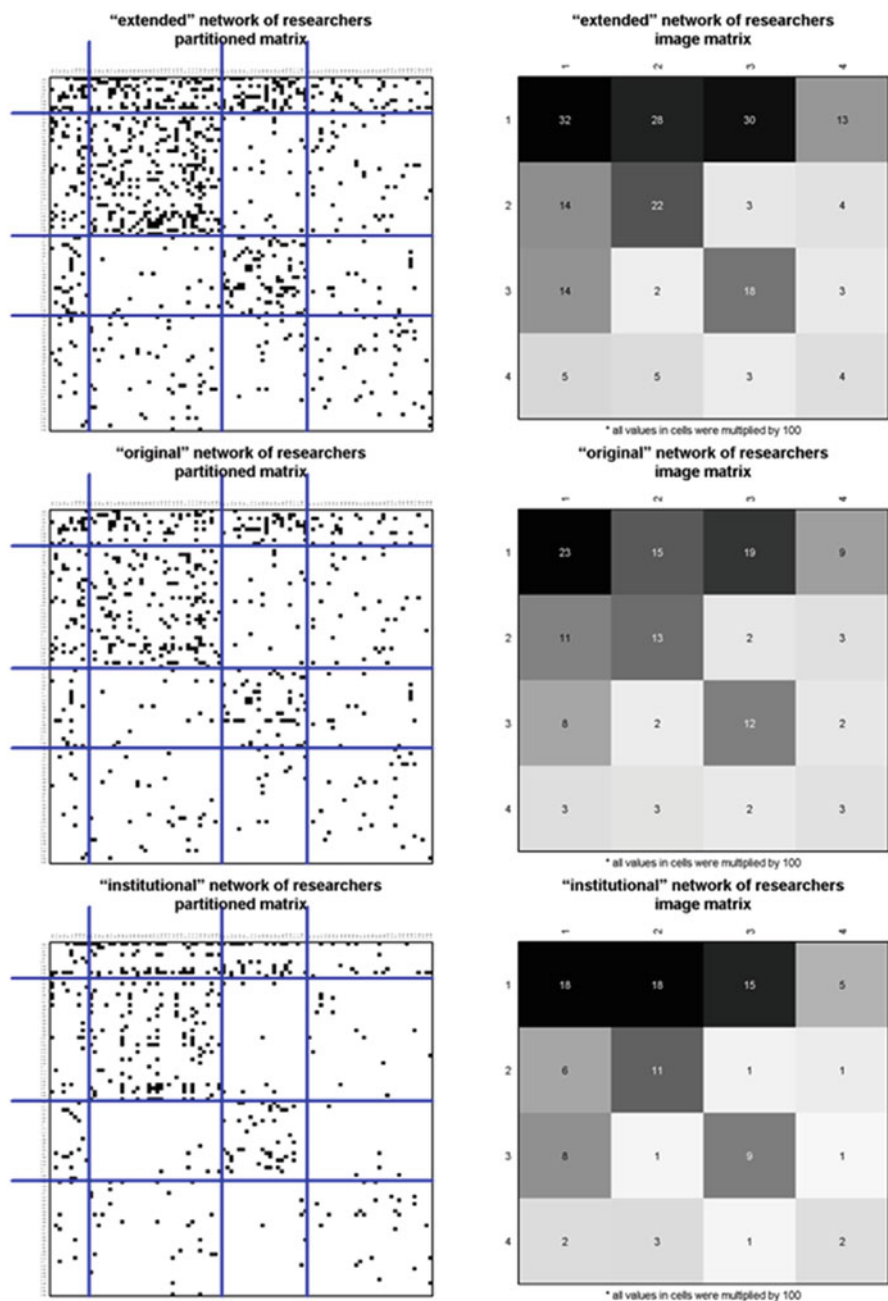 “extended” network of researchers
partitioned matrix
“extended” network of researchers
image matrix
1 2 3 4
1 32 28 30 13
2 14 22 3 4
3 14 2 18 3
4 5 5 3 4
* all values in cells were multiplied by 100
“original” network of researchers
partitioned matrix
“original” network of researchers
image matrix
1 2 3 4
1 23 15 19 9
2 11 13 2 3
3 8 2 12 2
4 3 3 2 3
* all values in cells were multiplied by 100
“institutional” network of researchers
partitioned matrix
“institutional” network of researchers
image matrix
1 2 3 4
1 18 18 15 5
2 6 11 1 1
3 8 1 9 1
4 2 3 1 2
* all values in cells were multiplied by 100